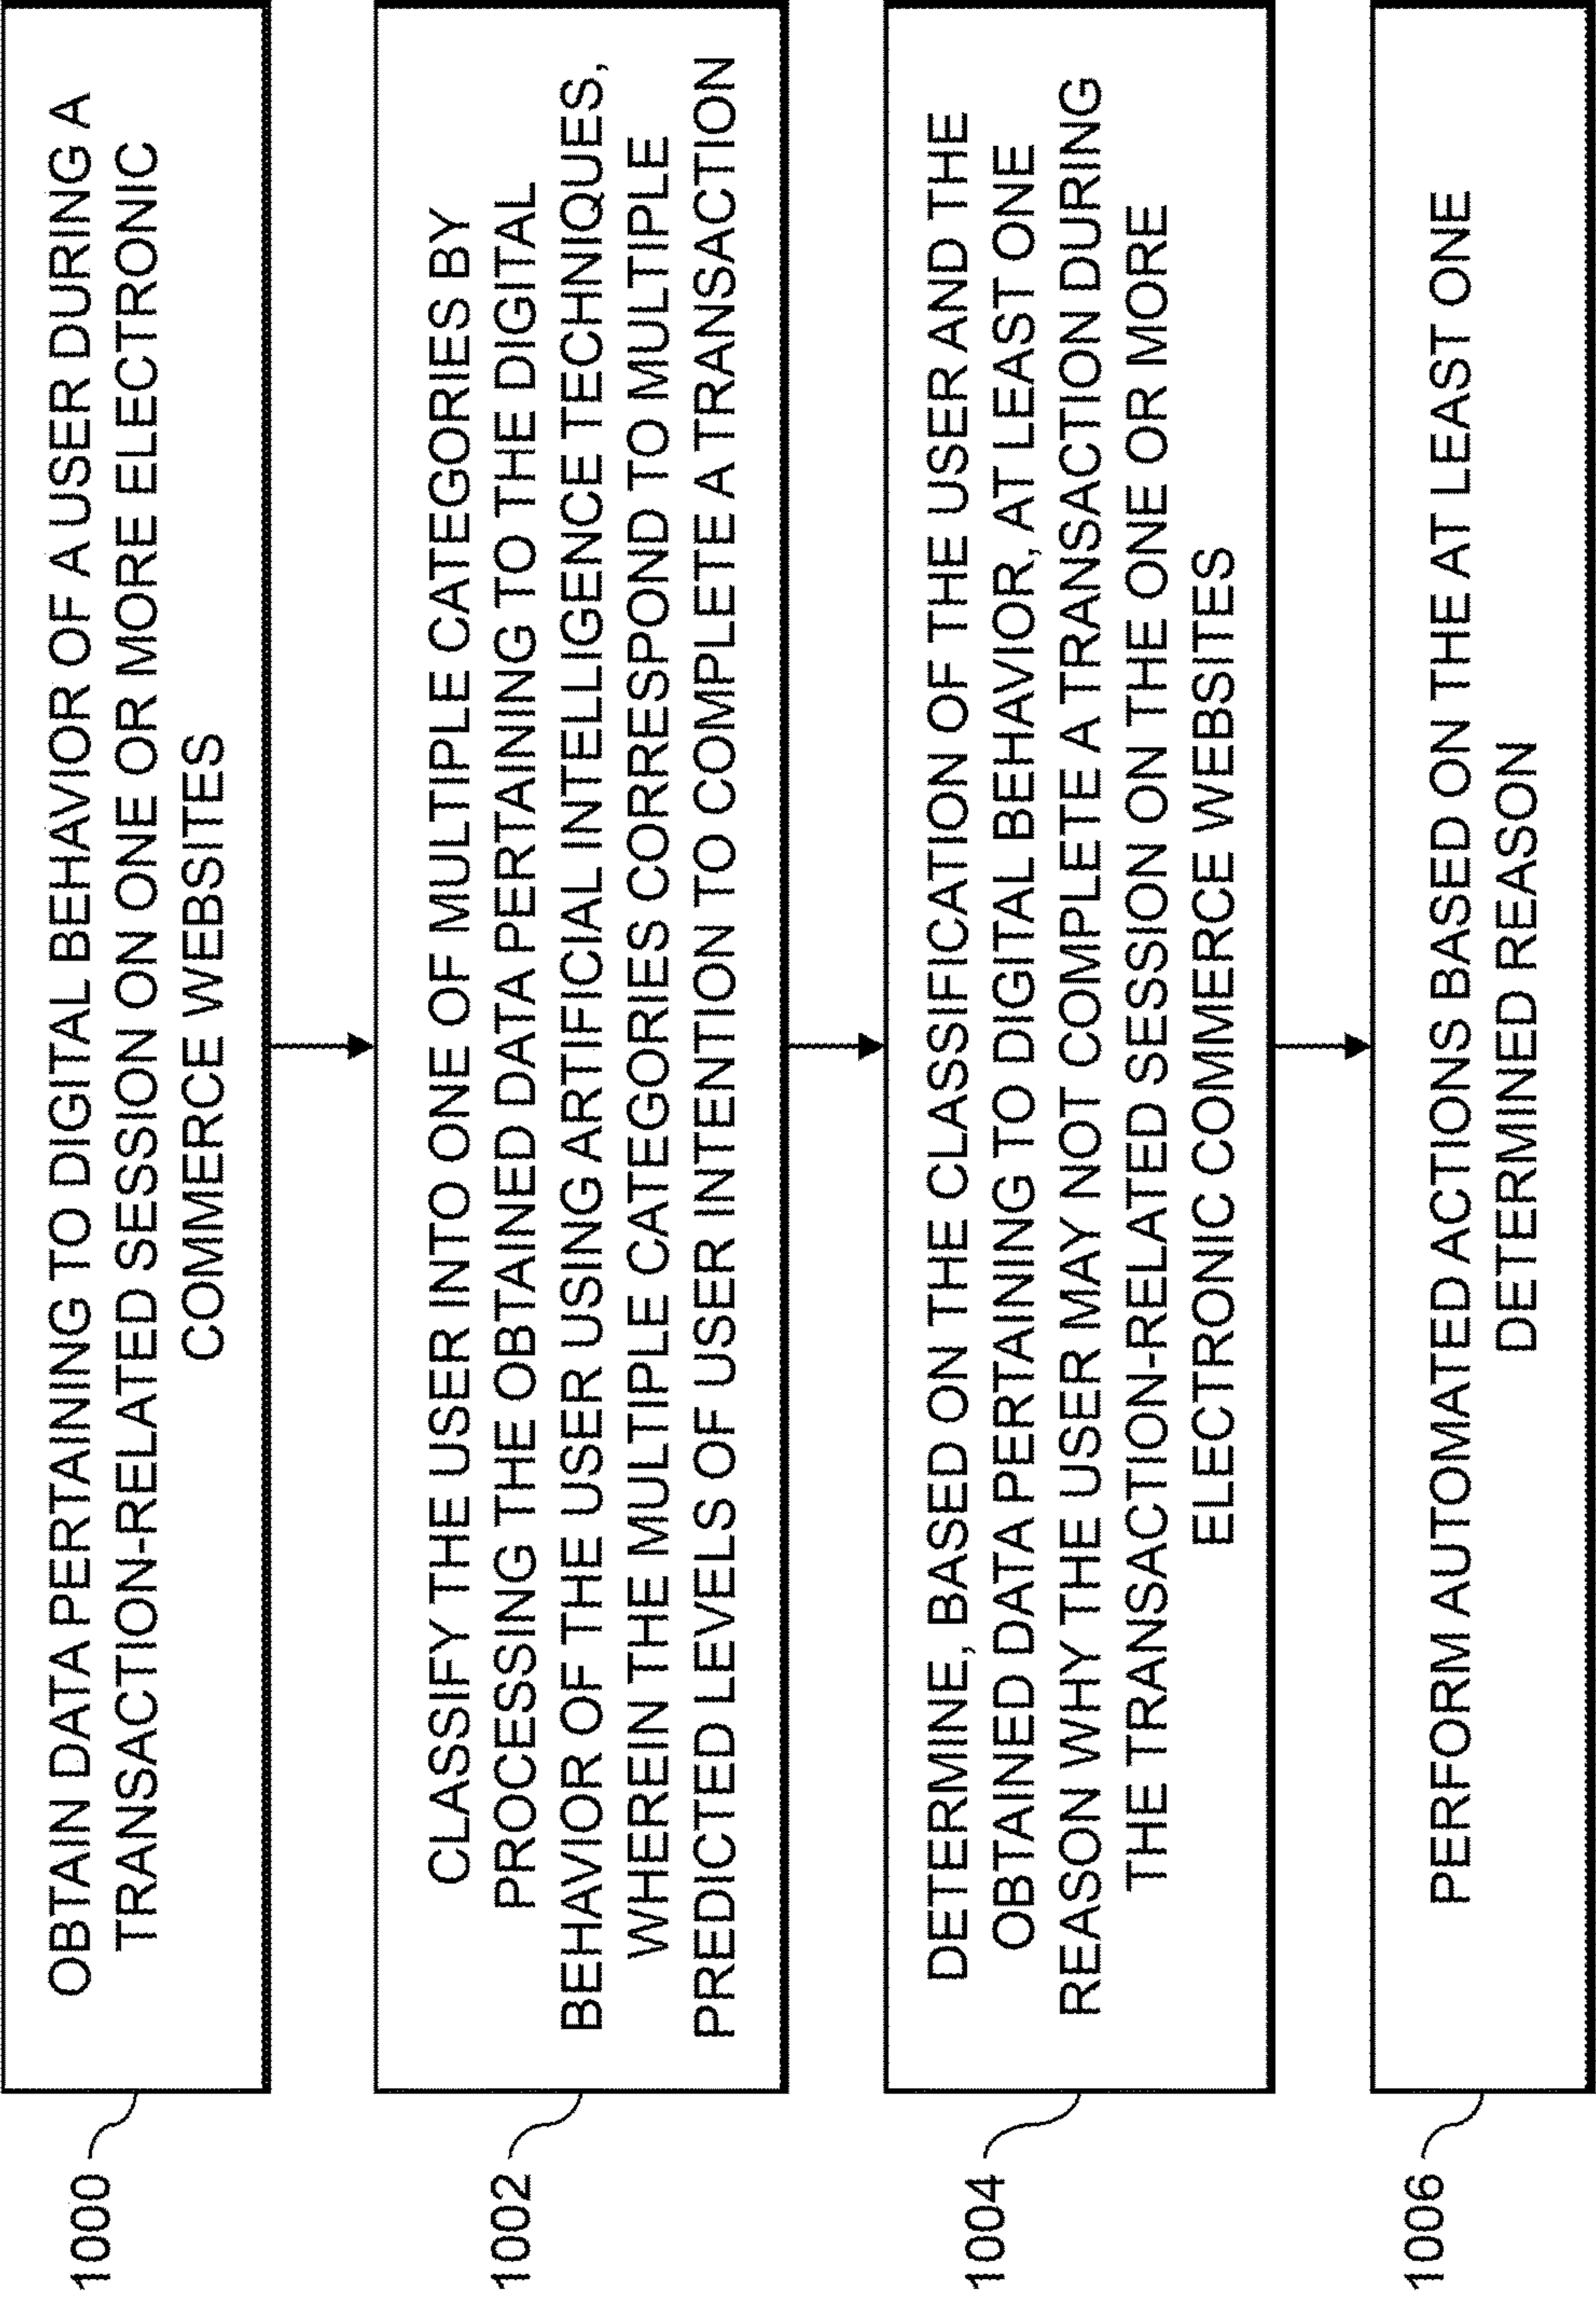 OBTAIN DATA PERTAINING TO DIGITAL BEHAVIOR OF A USER DURING A
TRANSACTION-RELATED SESSION ON ONE OR MORE ELECTRONIC
COMMERCE WEBSITES
1000
CLASSIFY THE USER INTO ONE OF MULTIPLE CATEGORIES BY
PROCESSING THE OBTAINED DATA PERTAINING TO THE DIGITAL
BEHAVIOR OF THE USER USING ARTIFICIAL INTELLIGENCE TECHNIQUES,
WHEREIN THE MULTIPLE CATEGORIES CORRESPOND TO MULTIPLE
PREDICTED LEVELS OF USER INTENTION TO COMPLETE A TRANSACTION
1002
DETERMINE, BASED ON THE CLASSIFICATION OF THE USER AND THE
OBTAINED DATA PERTAINING TO DIGITAL BEHAVIOR, AT LEAST ONE
REASON WHY THE USER MAY NOT COMPLETE A TRANSACTION DURING
THE TRANSACTION-RELATED SESSION ON THE ONE OR MORE
ELECTRONIC COMMERCE WEBSITES
1004
PERFORM AUTOMATED ACTIONS BASED ON THE AT LEAST ONE
DETERMINED REASON
1006